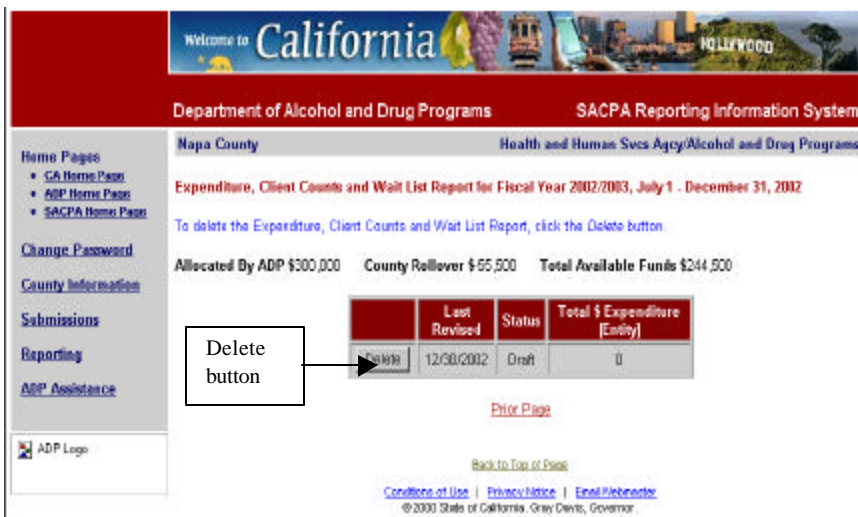 Welcome to California
HOLLYWOOD
Department of Alcohol and Drug Programs SACPA Reporting Information System
Home Pages
CA Home Page
ADP Home Page
SACPA Home Page
Change Password
County Information
Submissions
Reporting
ADP Assistance
ADP Logo
Napa County Health and Human Svcs Agcy/Alcohol and Drug Programs
Expenditure, Client Counts and Wait List Report for Fiscal Year 2002/2003, July 1 - December 31, 2002
To delete the Expenditure, Client Counts and Wait List Report, click the Delete button.
Allocated By ADP $300,000 County Rollover $-55,500 Total Available Funds $244,500
Last Revised Status Total $ Expenditure [Entity]
Delete 12/30/2002 Draft 0
Delete
button
Prior Page
Back to Top of Page
Conditions of Use | Privacy Notice | Email Webmaster
© 2000 State of California. Gray Davis, Governor.